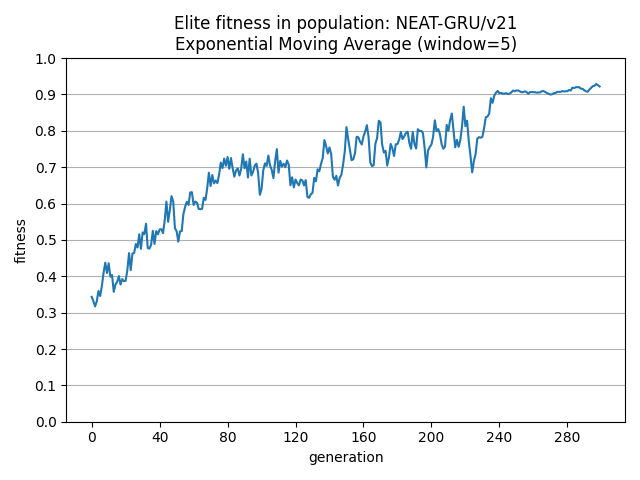 Elite fitness in population: NEAT-GRU/v21
Exponential Moving Average (window=5)
1.0
0.9
0.8
0.7
0.6
0.5
0.4
0.3
0.2
0.1
0.0
fitness
0 40 80 120 160 200 240 280
generation